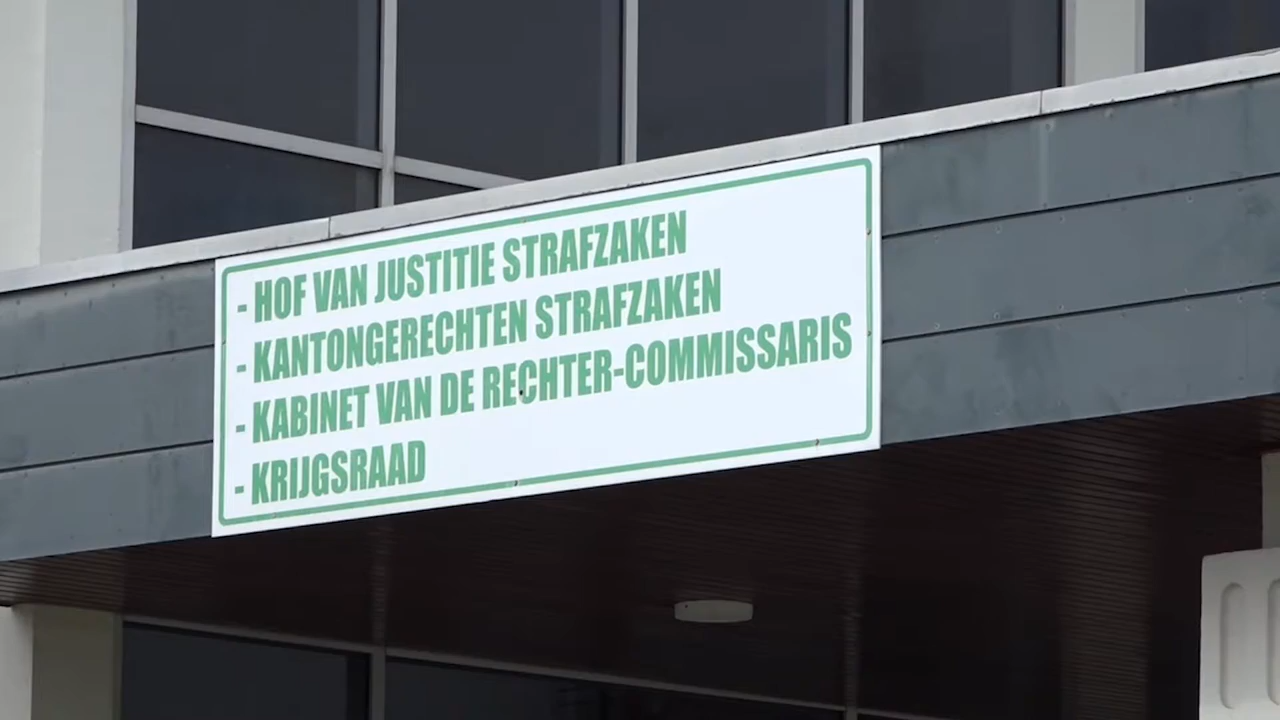 - HOF VAN JUSTITIE STRAFZAKEN
- KANTONGERECHTEN STRAFZAKEN
- KABINET VAN DE RECHTER-COMMISSARIS
- KRIJGSRAAD